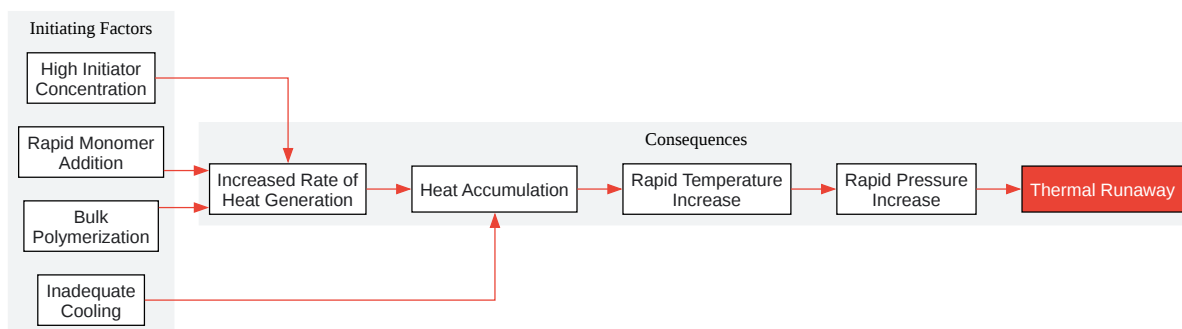 Initiating Factors
High Initiator
Concentration
Rapid Monomer
Addition
Bulk
Polymerization
Inadequate
Cooling
Consequences
Increased Rate of
Heat Generation
Heat Accumulation
Rapid Temperature
Increase
Rapid Pressure
Increase
Thermal Runaway